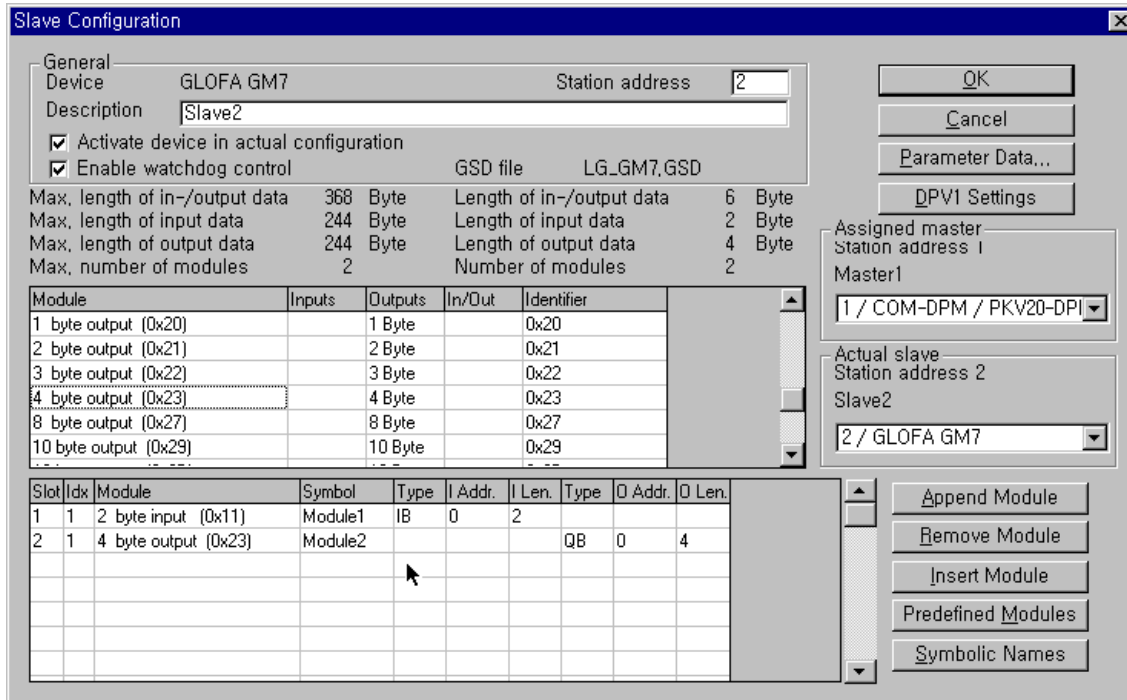 Slave Configuration
General
Device GLOFA GM7 Station address 2
Description Slave2
Activate device in actual configuration
Enable watchdog control GSD file LG_GM7,GSD
Max, length of in-/output data 368 Byte Length of in-/output data 6 Byte
Max, length of input data 244 Byte Length of input data 2 Byte
Max, length of output data 244 Byte Length of output data 4 Byte
Max, number of modules 2 Number of modules 2
OK
Cancel
Parameter Data,,,
DPV1 Settings
Assigned master
Station address 1
Master1
1 / COM-DPM / PKV20-DPI
Actual slave
Station address 2
Slave2
2 / GLOFA GM7
Module Inputs Outputs In/Out Identifier
1 byte output (0x20) 1 Byte 0x20
2 byte output (0x21) 2 Byte 0x21
3 byte output (0x22) 3 Byte 0x22
4 byte output (0x23) 4 Byte 0x23
8 byte output (0x27) 8 Byte 0x27
10 byte output (0x29) 10 Byte 0x29
Slot Idx Module Symbol Type I Addr. I Len. Type O Addr. O Len.
1 1 2 byte input (0x11) Module1 IB 0 2
2 1 4 byte output (0x23) Module2 QB 0 4
Append Module
Remove Module
Insert Module
Predefined Modules
Symbolic Names